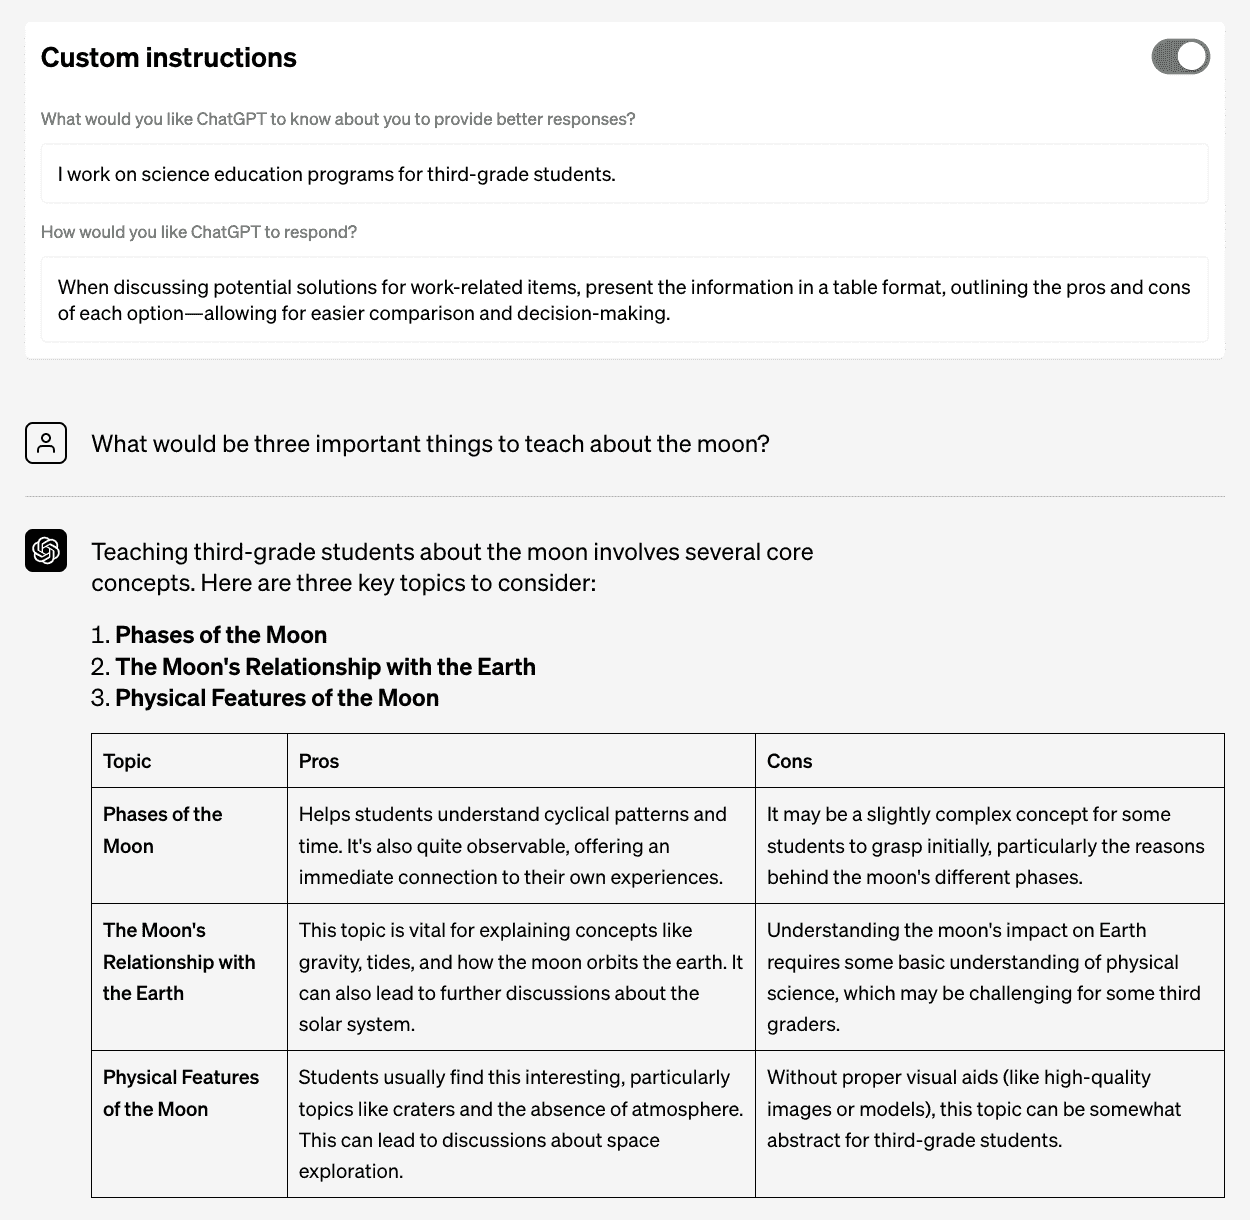 Custom instructions
What would you like ChatGPT to know about you to provide better responses?
I work on science education programs for third-grade students.
How would you like ChatGPT to respond?
When discussing potential solutions for work-related items, present the information in a table format, outlining the pros and cons
of each option—allowing for easier comparison and decision-making.
What would be three important things to teach about the moon?
Teaching third-grade students about the moon involves several core
concepts. Here are three key topics to consider:
1. Phases of the Moon
2. The Moon's Relationship with the Earth
3. Physical Features of the Moon
Topic
Pros
Cons
Phases of the
Moon
Helps students understand cyclical patterns and
time. It's also quite observable, offering an
immediate connection to their own experiences.
It may be a slightly complex concept for some
students to grasp initially, particularly the reasons
behind the moon's different phases.
The Moon's
Relationship with
the Earth
This topic is vital for explaining concepts like
gravity, tides, and how the moon orbits the earth. It
can also lead to further discussions about the
solar system.
Understanding the moon's impact on Earth
requires some basic understanding of physical
science, which may be challenging for some third
graders.
Physical Features
of the Moon
Students usually find this interesting, particularly
topics like craters and the absence of atmosphere.
This can lead to discussions about space
exploration.
Without proper visual aids (like high-quality
images or models), this topic can be somewhat
abstract for third-grade students.